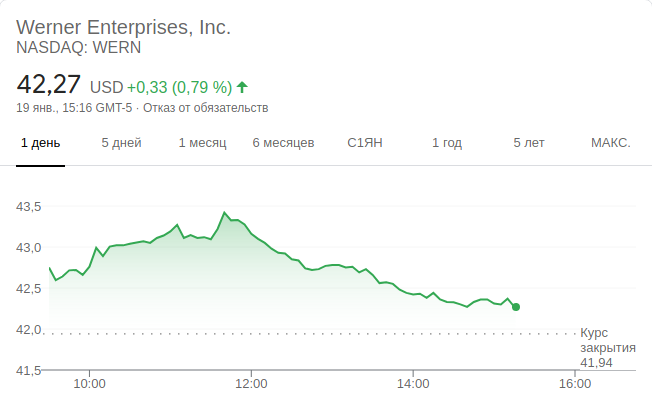 Werner Enterprises, Inc.
NASDAQ: WERN
42,27 USD +0,33 (0,79 %)
19 янв., 15:16 GMT-5 · Отказ от обязательств
1 день 5 дней 1 месяц 6 месяцев С1ЯН 1 год 5 лет МАКС.
43,5
43,0
42,5
42,0
Курс
закрытия
41,94
41,5
10:00 12:00 14:00 16:00